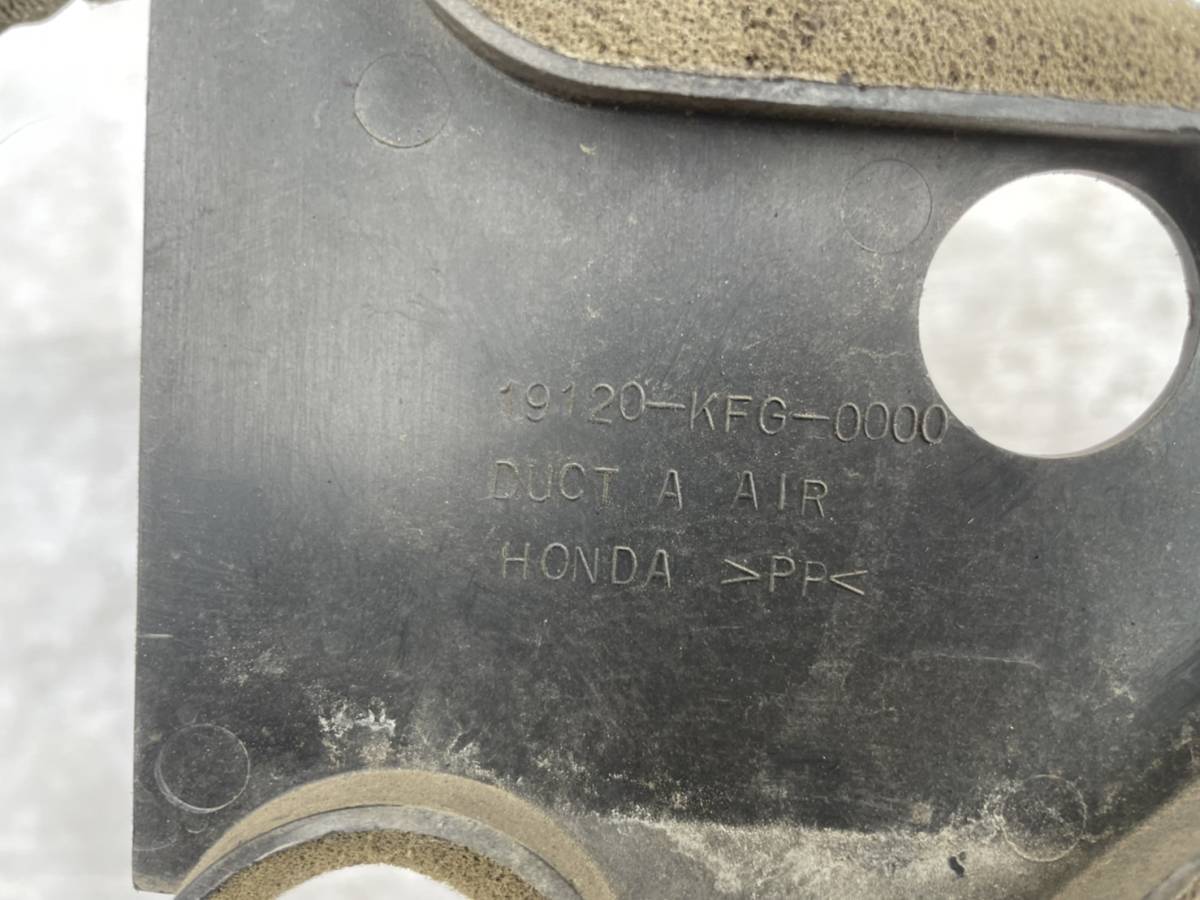 19120-KFG-0000
DUCT A AIR
HONDA >PP<